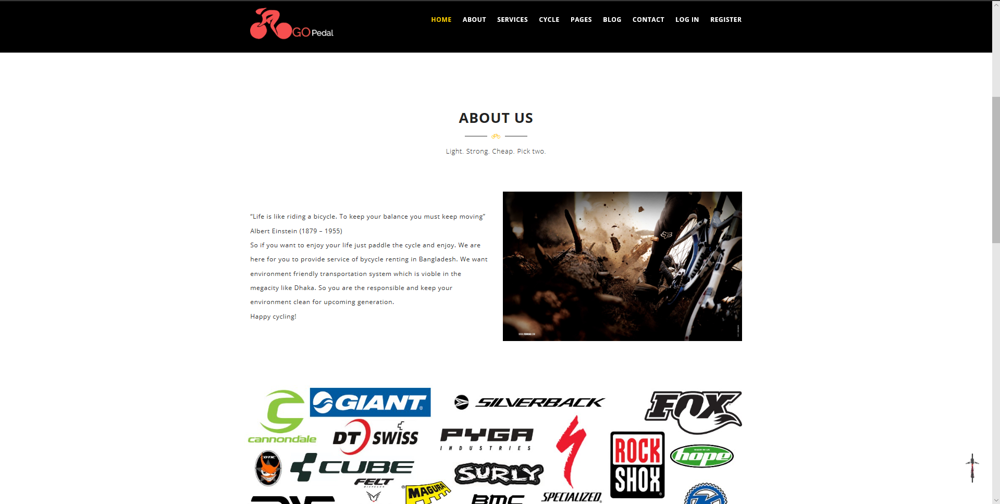 GO Pedal
HOME ABOUT SERVICES CYCLE PAGES BLOG CONTACT LOG IN REGISTER
ABOUT US
Light. Strong. Cheap. Pick two.
“Life is like riding a bicycle. To keep your balance you must keep moving”
Albert Einstein (1879 – 1955)
So if you want to enjoy your life just paddle the cycle and enjoy. We are
here for you to provide service of bycycle renting in Bangladesh. We want
environment friendly transportation system which is vioble in the
megacity like Dhaka. So you are the responsible and keep your
environment clean for upcoming generation.
Happy cycling!
cannondale
GIANT
SILVERBACK
FOX
DT SWISS
PYGA
INDUSTRIES
SPECIALIZED
ROCK
SHOX
MADE IN UK
hope
COTIC
CUBE
FELT
BICYCLES
SURLY
MAGURA
BMC